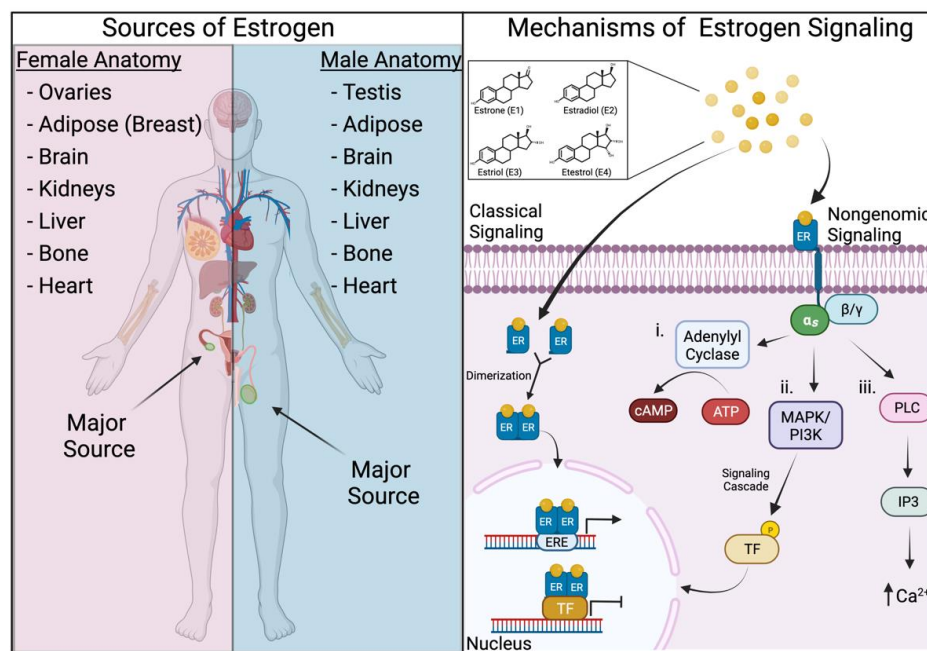 Sources of Estrogen
Female Anatomy
- Ovaries
- Adipose (Breast)
- Brain
- Kidneys
- Liver
- Bone
- Heart
Male Anatomy
- Testis
- Adipose
- Brain
- Kidneys
- Liver
- Bone
- Heart
Major
Source
Major
Source
Mechanisms of Estrogen Signaling
Estrone (E1)
Estradiol (E2)
Estriol (E3)
Etestrol (E4)
Classical
Signaling
Nongenomic
Signaling
ER
αs
β/γ
ER
ER
Dimerization
ER
ER
i.
Adenylyl
Cyclase
cAMP
ATP
ii.
MAPK/
PI3K
iii.
PLC
Signaling
Cascade
IP3
P
TF
Ca2+
ER
ER
ERE
ER
ER
TF
Nucleus